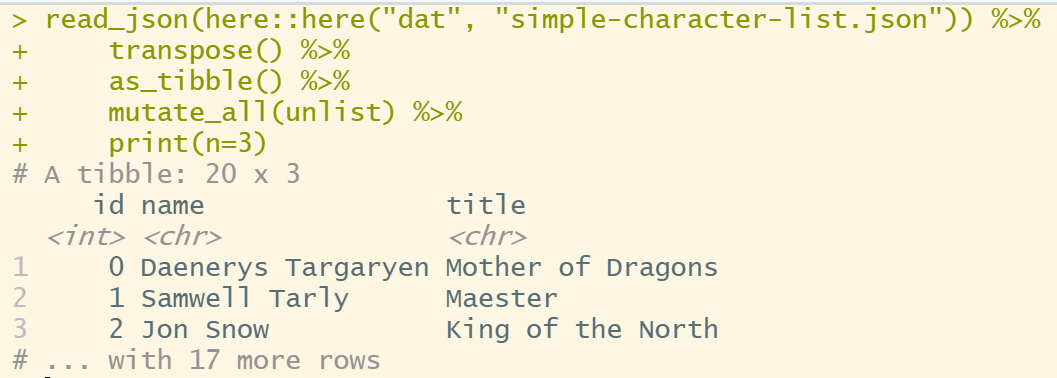 > read_json(here::here("dat", "simple-character-list.json")) %>%
+     transpose() %>%
+     as_tibble() %>%
+     mutate_all(unlist) %>%
+     print(n=3)
# A tibble: 20 x 3
     id name               title
  <int> <chr>              <chr>
1     0 Daenerys Targaryen Mother of Dragons
2     1 Samwell Tarly      Maester
3     2 Jon Snow           King of the North
# ... with 17 more rows